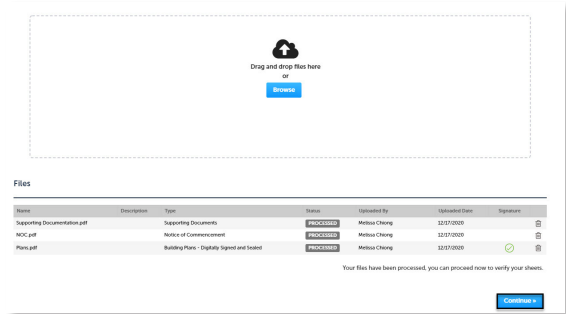 Drag and drop files here
or
Browse
Files
Name Description Type Status Uploaded By Uploaded Date Signature
Supporting Documentation.pdf Supporting Documents PROCESSED Melissa Chiong 12/17/2020
NOC.pdf Notice of Commencement PROCESSED Melissa Chiong 12/17/2020
Plans.pdf Building Plans - Digitally Signed and Sealed PROCESSED Melissa Chiong 12/17/2020
Your files have been processed, you can proceed now to verify your sheets.
Continue »